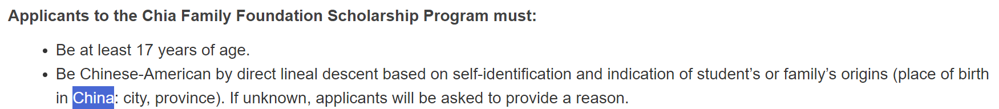 Applicants to the Chia Family Foundation Scholarship Program must:
• Be at least 17 years of age.
• Be Chinese-American by direct lineal descent based on self-identification and indication of student’s or family’s origins (place of birth
in China: city, province). If unknown, applicants will be asked to provide a reason.